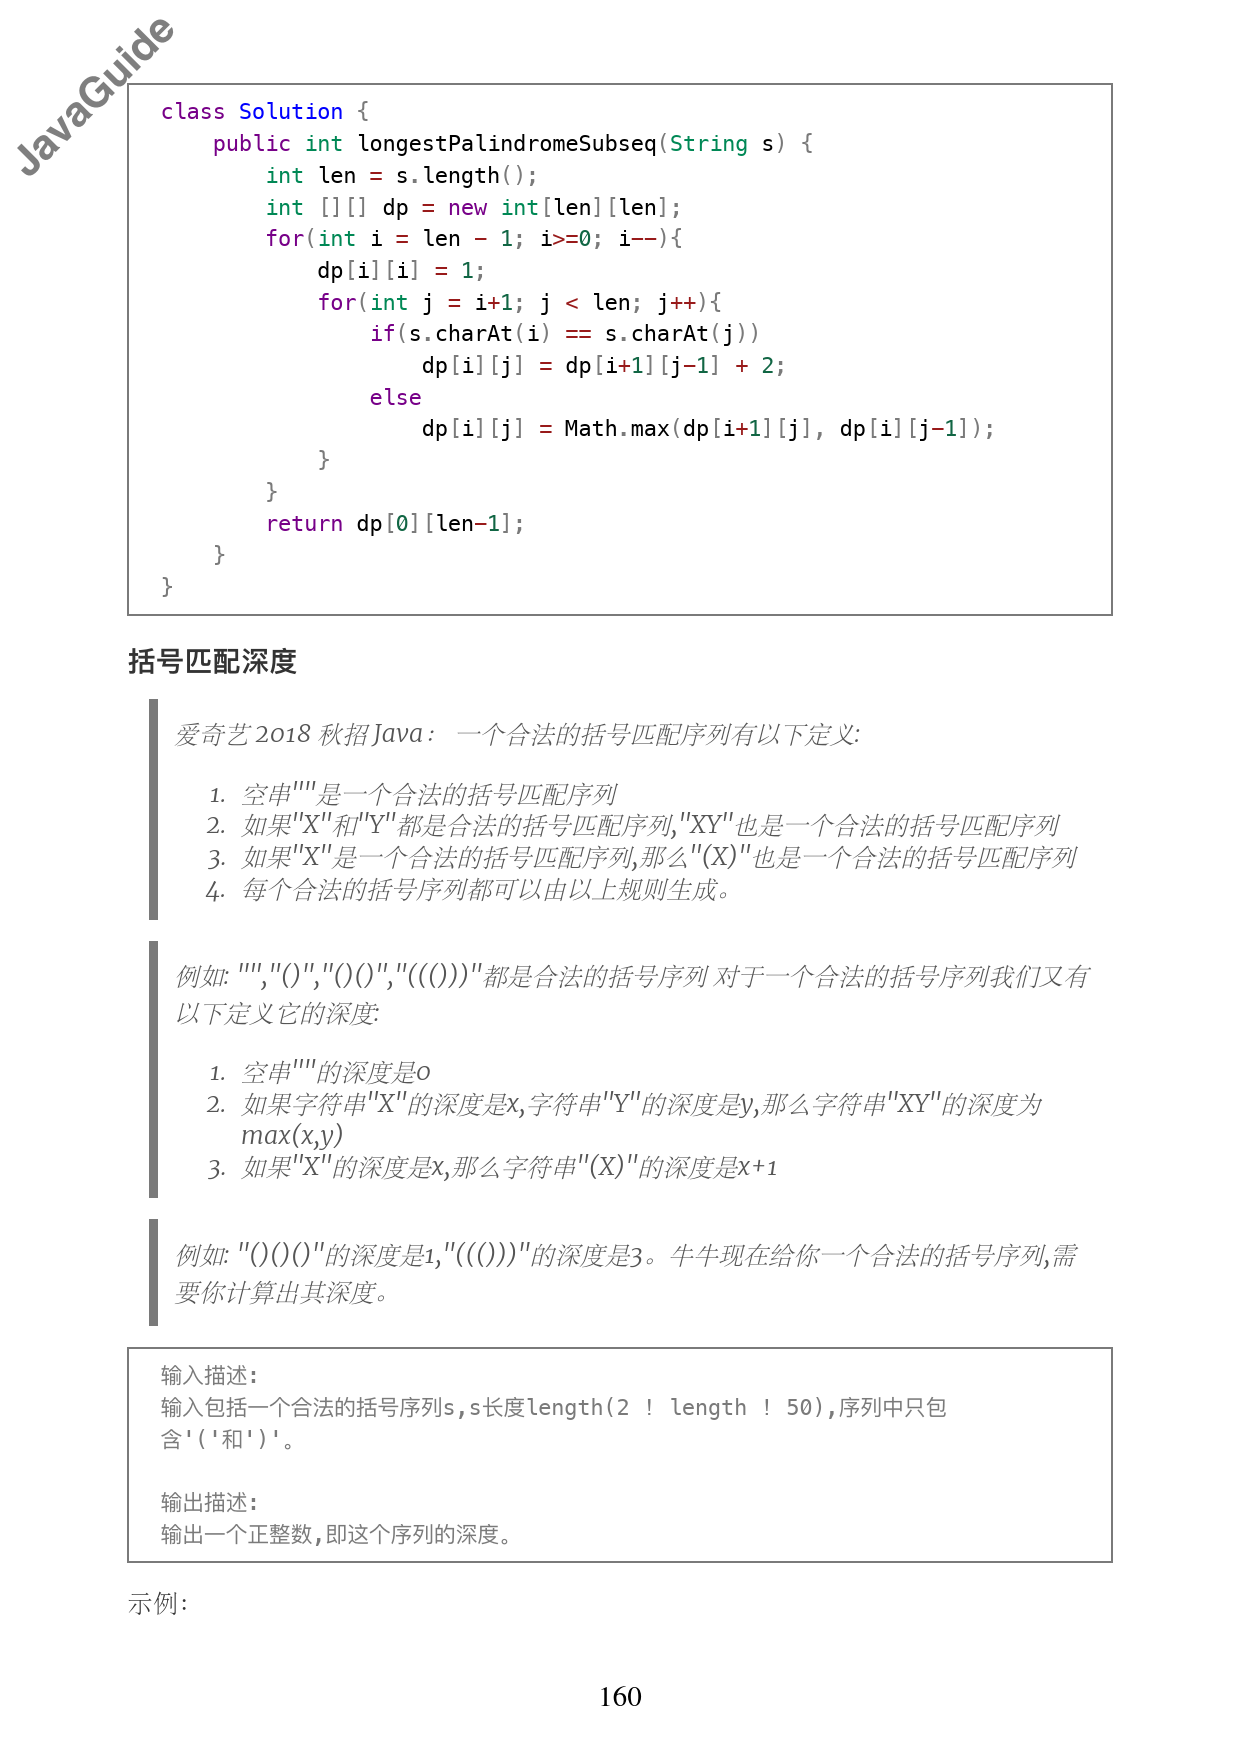 JavaGuide
class Solution {
    public int longestPalindromeSubseq(String s) {
        int len = s.length();
        int [][] dp = new int[len][len];
        for(int i = len - 1; i>=0; i--){
            dp[i][i] = 1;
            for(int j = i+1; j < len; j++){
                if(s.charAt(i) == s.charAt(j))
                    dp[i][j] = dp[i+1][j-1] + 2;
                else
                    dp[i][j] = Math.max(dp[i+1][j], dp[i][j-1]);
            }
        }
        return dp[0][len-1];
    }
}
括号匹配深度
爱奇艺 2018 秋招 Java： 一个合法的括号匹配序列有以下定义:
1. 空串""是一个合法的括号匹配序列
2. 如果"X"和"Y"都是合法的括号匹配序列,"XY"也是一个合法的括号匹配序列
3. 如果"X"是一个合法的括号匹配序列,那么"(X)"也是一个合法的括号匹配序列
4. 每个合法的括号序列都可以由以上规则生成。
例如: "","()","()()","((()))"都是合法的括号序列 对于一个合法的括号序列我们又有
以下定义它的深度:
1. 空串""的深度是0
2. 如果字符串"X"的深度是x,字符串"Y"的深度是y,那么字符串"XY"的深度为
max(x,y)
3. 如果"X"的深度是x,那么字符串"(X)"的深度是x+1
例如: "()()()"的深度是1,"((()))"的深度是3。牛牛现在给你一个合法的括号序列,需
要你计算出其深度。
输入描述:
输入包括一个合法的括号序列s,s长度length(2 ! length ! 50),序列中只包
含'('和')'。
输出描述:
输出一个正整数,即这个序列的深度。
示例：
160